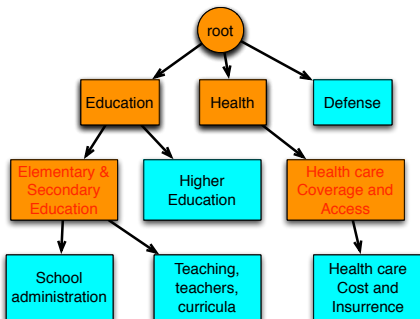 root
Education
Health
Defense
Elementary &
Secondary
Education
Higher
Education
Health care
Coverage and
Access
School
administration
Teaching,
teachers,
curricula
Health care
Cost and
Insurrence